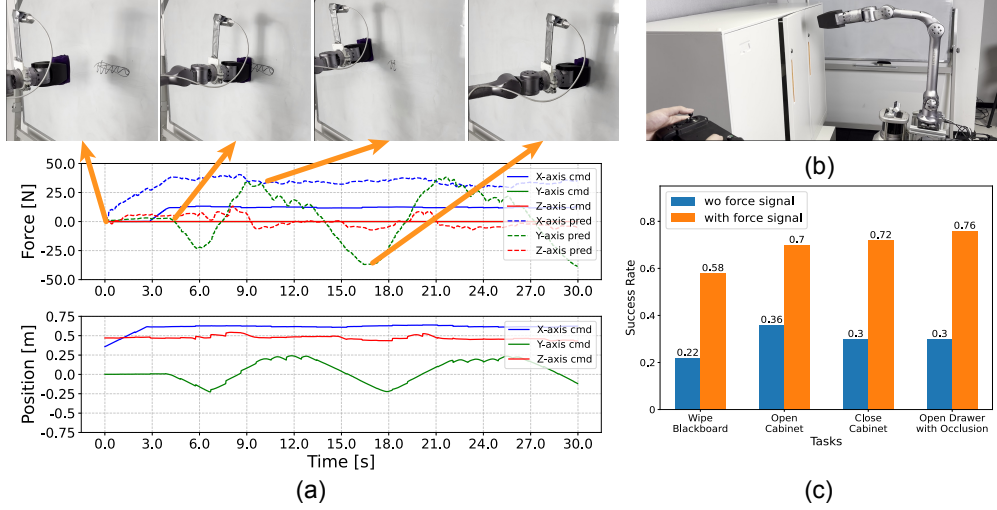 50.0
25.0
0.0
-25.0
-50.0
Force [N]
X-axis cmd
Y-axis cmd
Z-axis cmd
X-axis pred
Y-axis pred
Z-axis pred
0.0 3.0 6.0 9.0 12.0 15.0 18.0 21.0 24.0 27.0 30.0
0.75
0.5
0.25
0.0
-0.25
-0.5
-0.75
Position [m]
X-axis cmd
Y-axis cmd
Z-axis cmd
0.0 3.0 6.0 9.0 12.0 15.0 18.0 21.0 24.0 27.0 30.0
Time [s]
(a)
(b)
wo force signal
with force signal
0.8
0.6
0.4
0.2
0
Success Rate
0.22 0.58 0.36 0.7 0.3 0.72 0.3 0.76
Wipe Blackboard
Open Cabinet
Close Cabinet
Open Drawer with Occlusion
Tasks
(c)